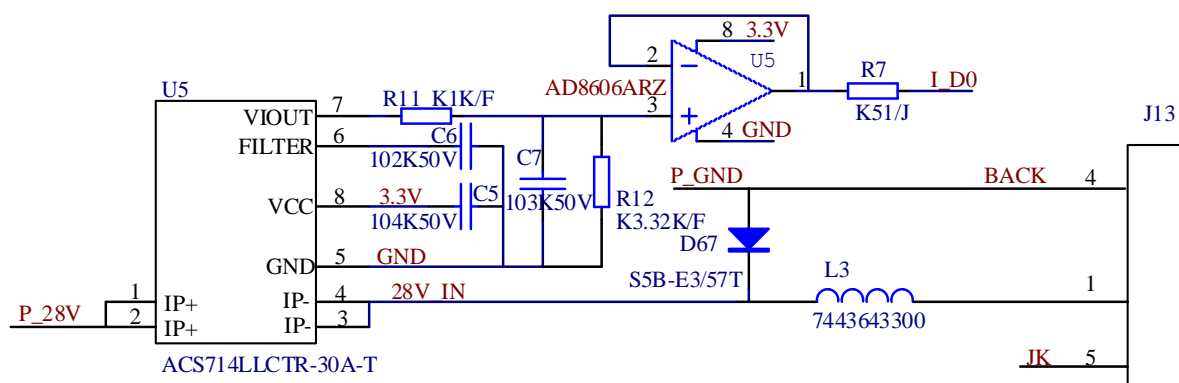 8 3.3V
2 U5
U5 AD8606ARZ 1 R7 I_D0
R11 K1K/F 3
VIOUT 7 K51/J J13
FILTER 6 C6 4 GND
102K50V C7
P_GND BACK 4
VCC 8 3.3V C5 R12
104K50V 103K50V K3.32K/F
D67
GND 5 GND
S5B-E3/57T L3
1 IP+ IP- 4 28V_IN 1
P_28V 2 IP+ IP- 3 7443643300
ACS714LLCTR-30A-T JK 5